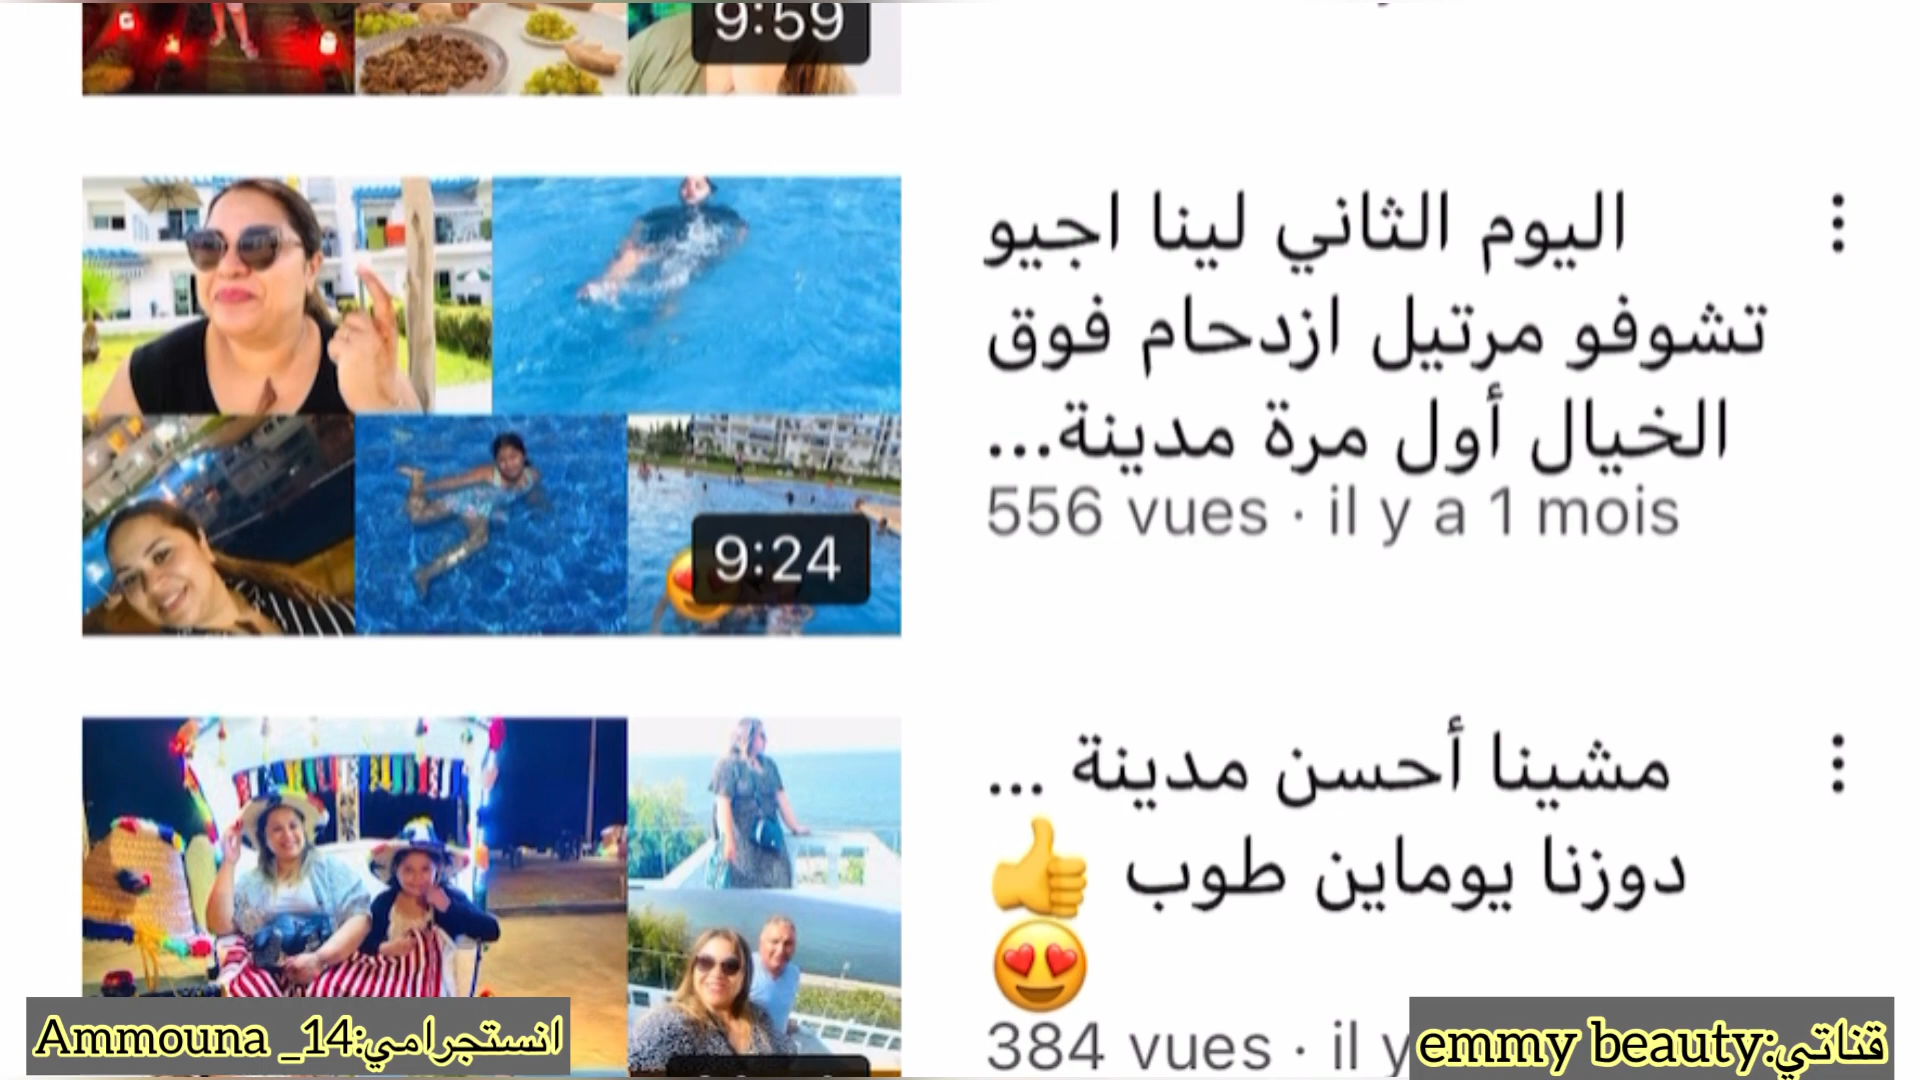 9:59
اليوم الثاني لينا اجيو
تشوفو مرتيل ازدحام فوق
الخيال أول مرة مدينة...
556 vues · il y a 1 mois
9:24
مشينا أحسن مدينة ...
دوزنا يوماين طوب 👍
😍
384 vues · il y
انستجرامي:Ammouna _14
قناتي:emmy beauty